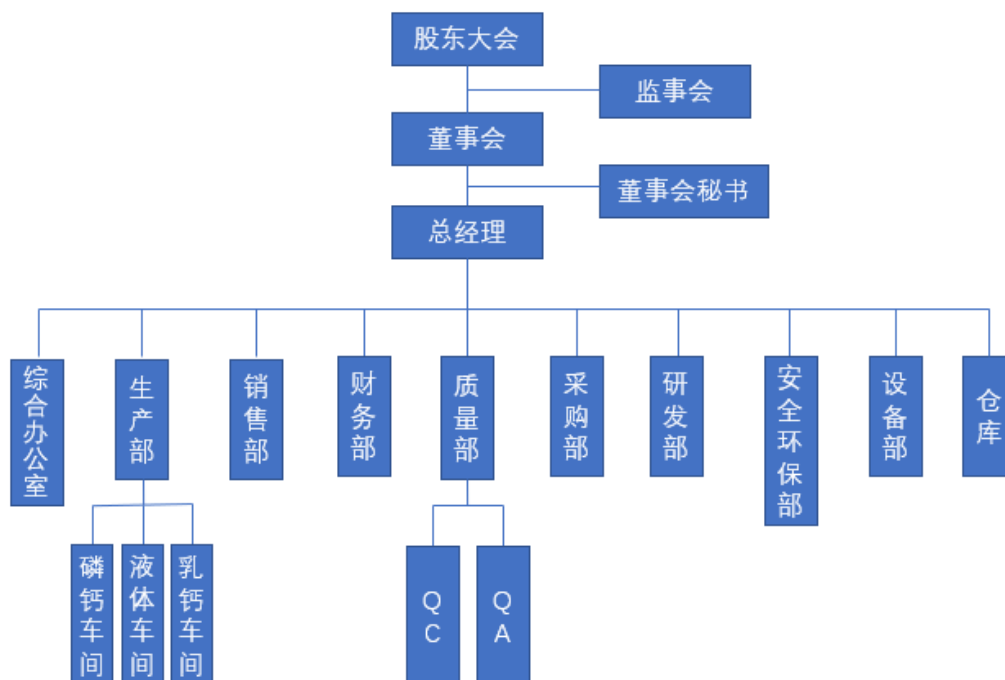 股东大会
监事会
董事会
董事会秘书
总经理
综合办公室
生产部
销售部
财务部
质量部
采购部
研发部
安全环保部
设备部
仓库
磷钙车间
液体车间
乳钙车间
QC
QA